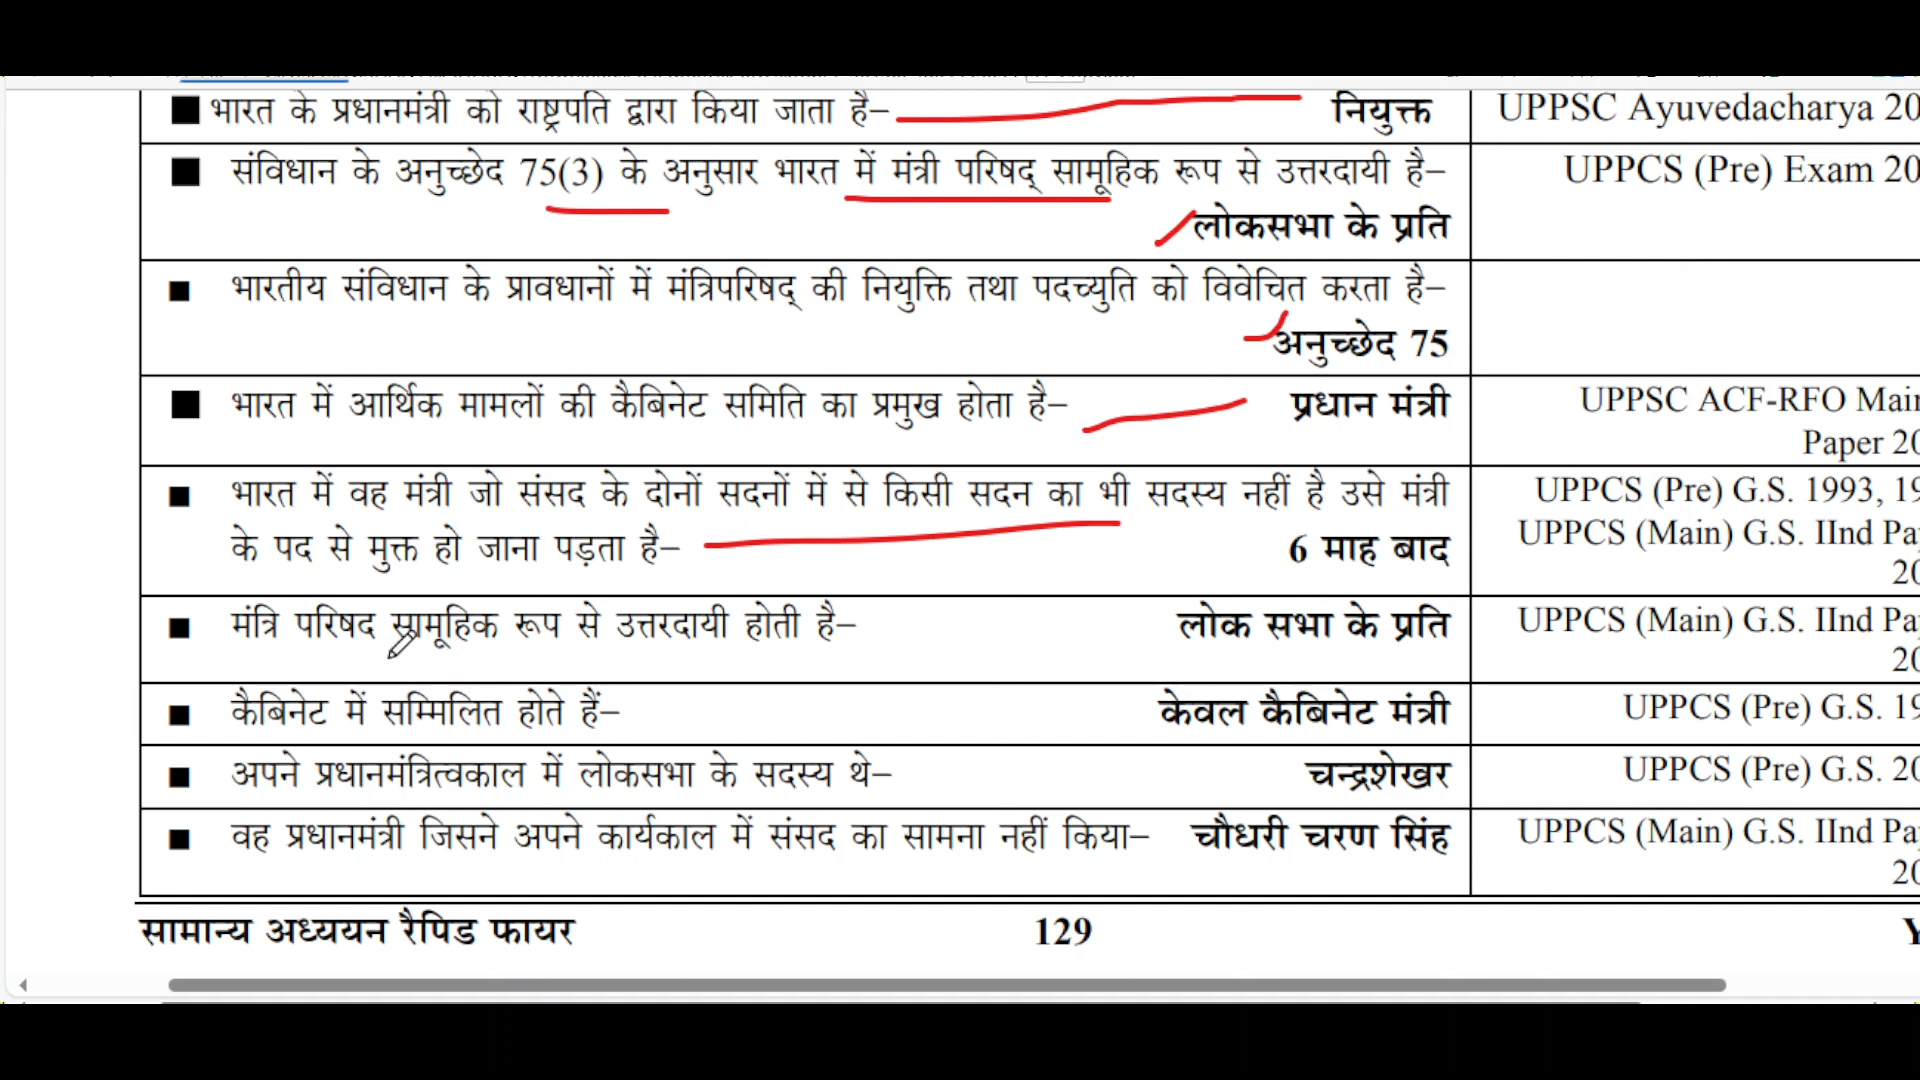 ■ भारत के प्रधानमंत्री को राष्ट्रपति द्वारा किया जाता है– नियुक्त UPPSC Ayuvedacharya 20
■ संविधान के अनुच्छेद 75(3) के अनुसार भारत में मंत्री परिषद् सामूहिक रूप से उत्तरदायी है– UPPCS (Pre) Exam 20
लोकसभा के प्रति
■ भारतीय संविधान के प्रावधानों में मंत्रिपरिषद् की नियुक्ति तथा पदच्युति को विवेचित करता है–
अनुच्छेद 75
■ भारत में आर्थिक मामलों की कैबिनेट समिति का प्रमुख होता है– प्रधान मंत्री UPPSC ACF-RFO Main
Paper 20
■ भारत में वह मंत्री जो संसद के दोनों सदनों में से किसी सदन का भी सदस्य नहीं है उसे मंत्री UPPCS (Pre) G.S. 1993, 19
के पद से मुक्त हो जाना पड़ता है– 6 माह बाद UPPCS (Main) G.S. IInd Pa
20
■ मंत्रि परिषद सामूहिक रूप से उत्तरदायी होती है– लोक सभा के प्रति UPPCS (Main) G.S. IInd Pa
20
■ कैबिनेट में सम्मिलित होते हैं– केवल कैबिनेट मंत्री UPPCS (Pre) G.S. 19
■ अपने प्रधानमंत्रित्वकाल में लोकसभा के सदस्य थे– चन्द्रशेखर UPPCS (Pre) G.S. 20
■ वह प्रधानमंत्री जिसने अपने कार्यकाल में संसद का सामना नहीं किया– चौधरी चरण सिंह UPPCS (Main) G.S. IInd Pa
20
सामान्य अध्ययन रैपिड फायर 129 Y